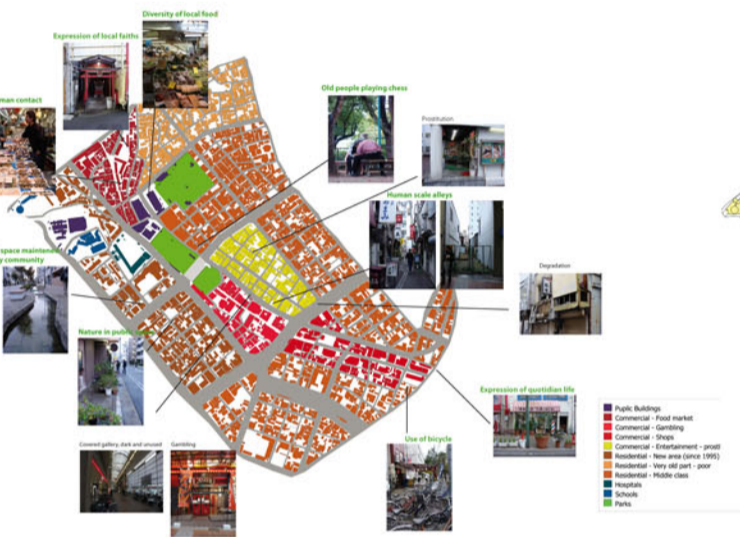 Diversity of local food
Expression of local faiths
man contact
Old people playing chess
Prostitution
Human scale alleys
space maintenen
y community
Degradation
Nature in public
Expression of quotidian life
Use of bicycle
Covered gallery, dark and unused
Gambling
Puplic Buildings
Commercial - Food market
Commercial - Gambling
Commercial - Shops
Commercial - Entertainment - prosti
Residential - New area (since 1995)
Residential - Very old part - poor
Residential - Middle class
Hospitals
Schools
Parks